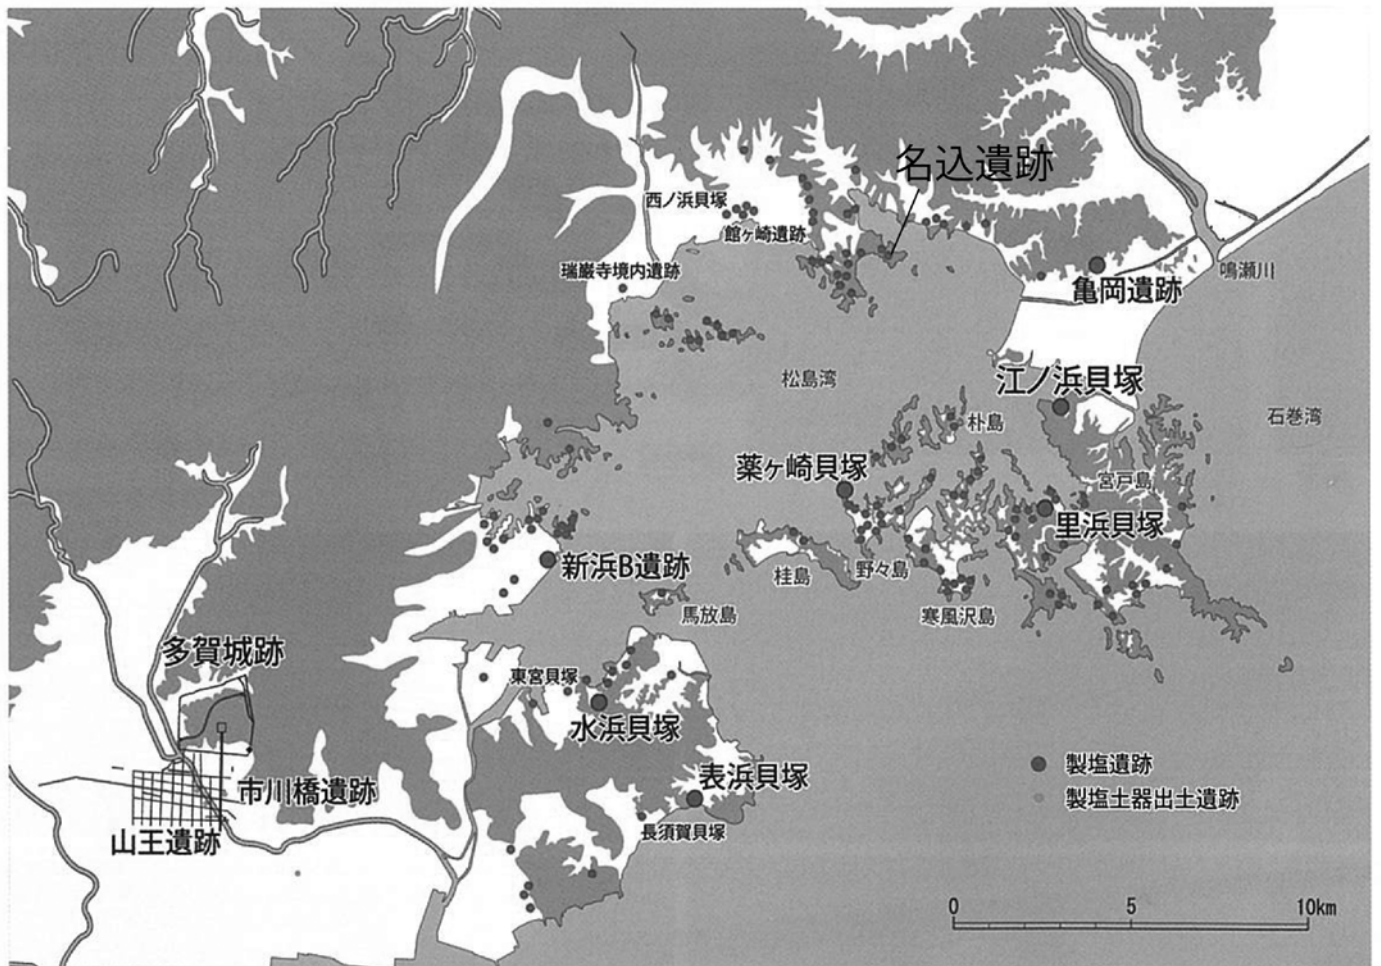 名込遺跡
西ノ浜貝塚
館ヶ崎遺跡
瑞巌寺境内遺跡
鳴瀬川
亀岡遺跡
松島湾
江ノ浜貝塚
石巻湾
朴島
薬ヶ崎貝塚
宮戸島
里浜貝塚
新浜B遺跡
桂島
野々島
馬放島
寒風沢島
多賀城跡
東宮貝塚
水浜貝塚
製塩遺跡
表浜貝塚
市川橋遺跡
製塩土器出土遺跡
長須賀貝塚
山王遺跡
0 5 10km